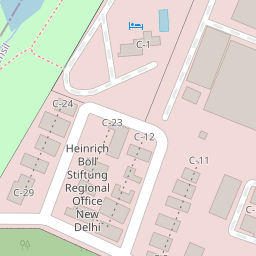 C-1
C-24
C-23
C-12
Heinrich
Böll
Stiftung
Regional
Office
New
Delhi
C-11
C-29